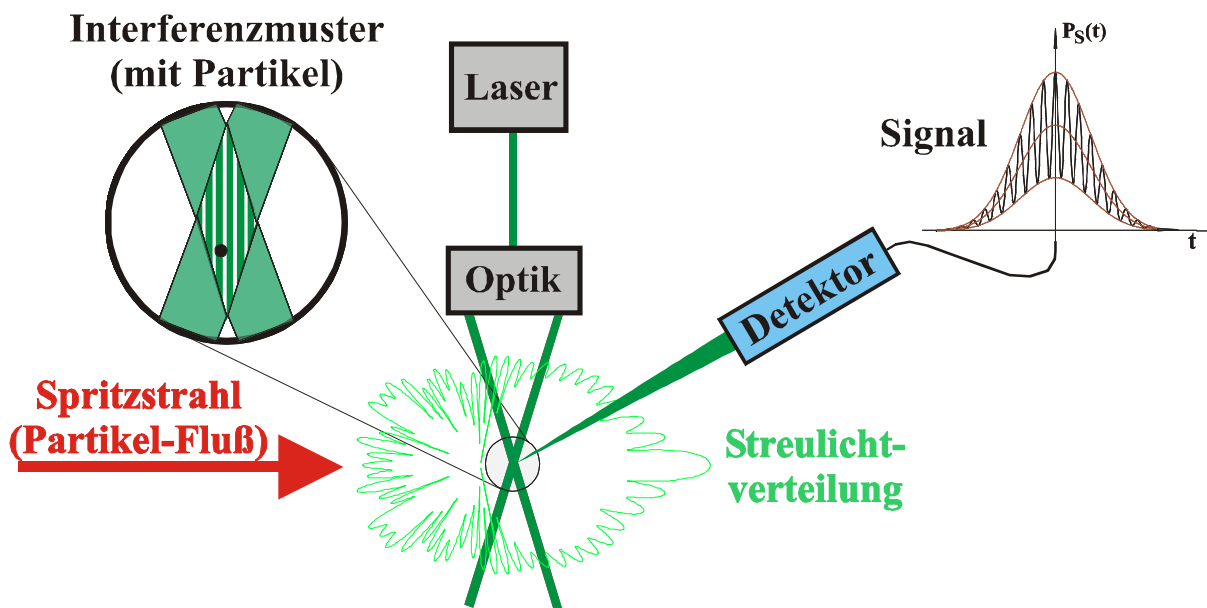 Interferenzmuster
(mit Partikel)
Laser
Optik
Detektor
Signal
P_S(t)
t
Spritzstrahl
(Partikel-Fluß)
Streulicht-
verteilung